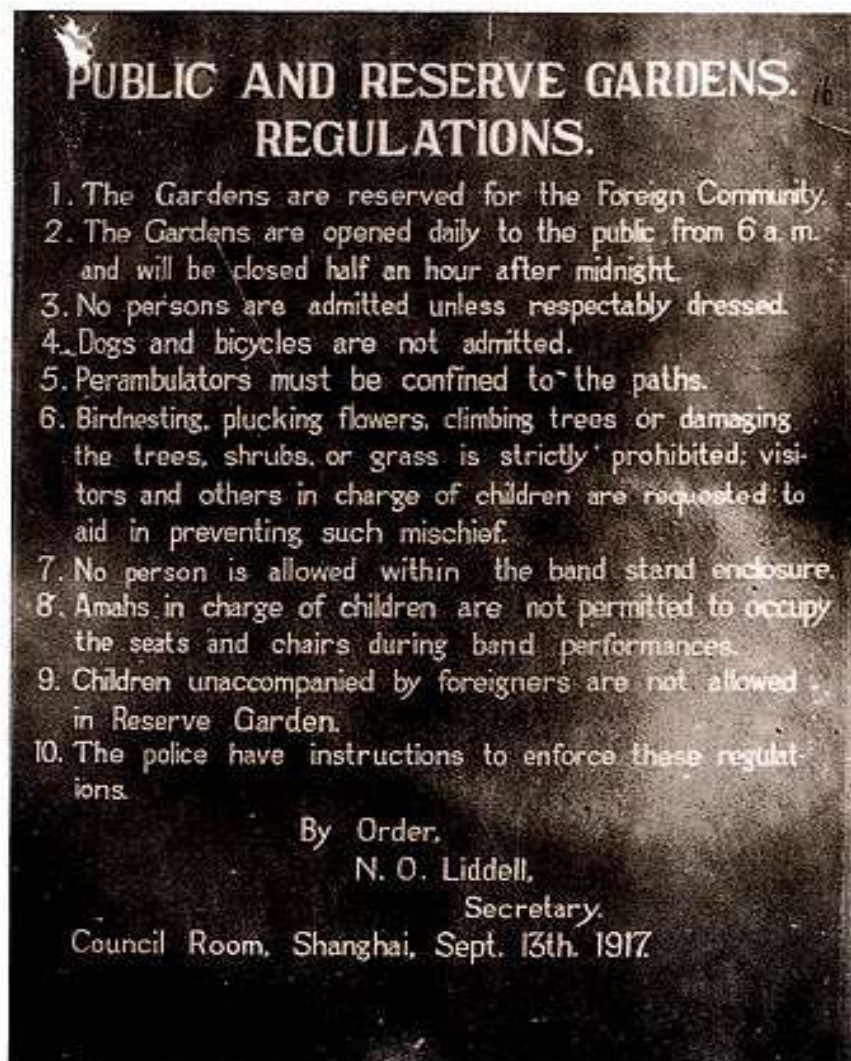 PUBLIC AND RESERVE GARDENS.
REGULATIONS.
1. The Gardens are reserved for the Foreign Community.
2. The Gardens are opened daily to the public from 6 a.m.
and will be closed half an hour after midnight.
3. No persons are admitted unless respectably dressed.
4. Dogs and bicycles are not admitted.
5. Perambulators must be confined to the paths.
6. Birdnesting, plucking flowers, climbing trees or damaging
the trees, shrubs, or grass is strictly prohibited; visi-
tors and others in charge of children are requested to
aid in preventing such mischief.
7. No person is allowed within the band stand enclosure.
8. Amahs in charge of children are not permitted to occupy
the seats and chairs during band performances.
9. Children unaccompanied by foreigners are not allowed
in Reserve Garden.
10. The police have instructions to enforce these regulat-
ions.
By Order,
N. O. Liddell,
Secretary.
Council Room, Shanghai, Sept. 13th. 1917.